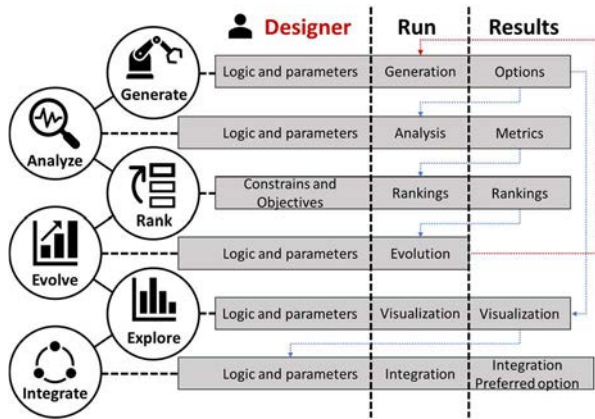 Designer Run Results
Generate Logic and parameters Generation Options
Analyze Logic and parameters Analysis Metrics
Rank Constrains and Objectives Rankings Rankings
Evolve Logic and parameters Evolution
Explore Logic and parameters Visualization Visualization
Integrate Logic and parameters Integration Integration Preferred option